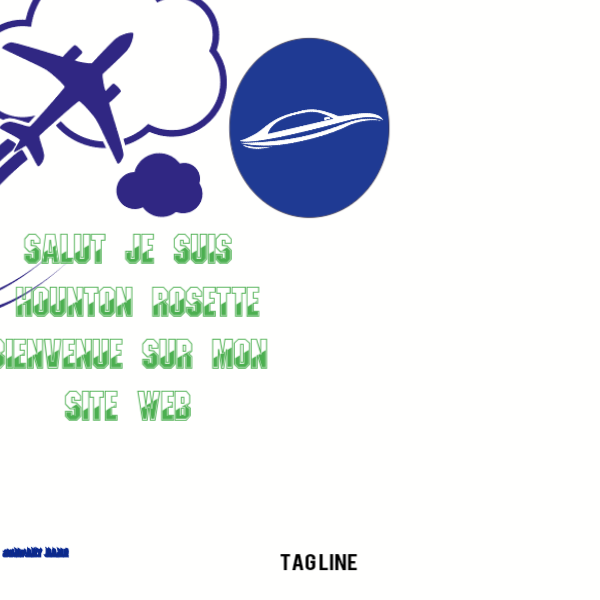 SALUT JE SUIS
HOUNTON ROSETTE
BIENVENUE SUR MON
SITE WEB
TAGLINE